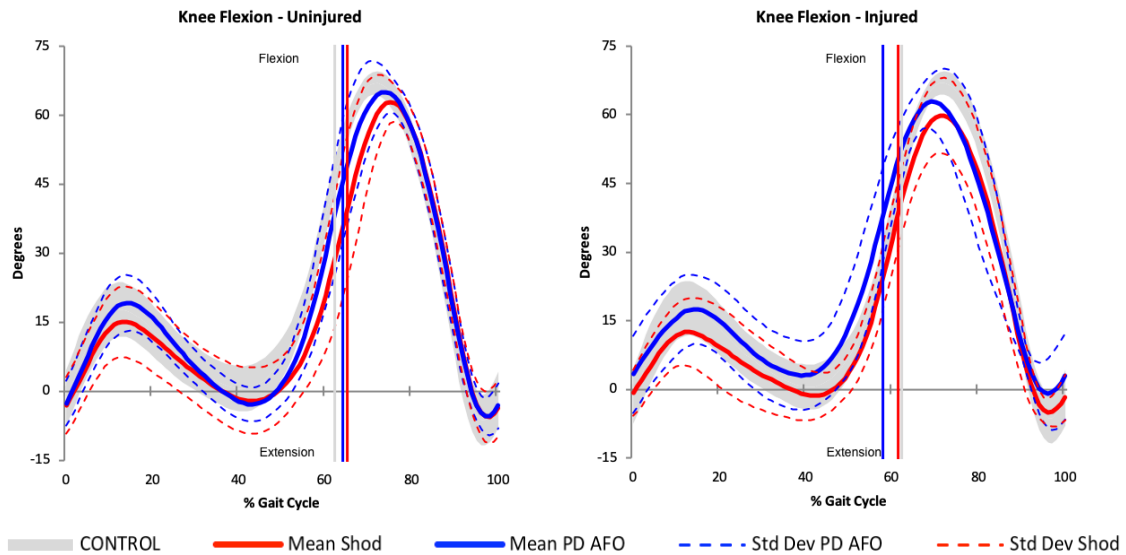 Knee Flexion - Uninjured
75
60
45
30
15
0
-15
Degrees
Flexion
Extension
0 20 40 60 80 100
% Gait Cycle
Knee Flexion - Injured
75
60
45
30
15
0
-15
Degrees
Flexion
Extension
0 20 40 60 80 100
% Gait Cycle
CONTROL Mean Shod Mean PD AFO Std Dev PD AFO Std Dev Shod